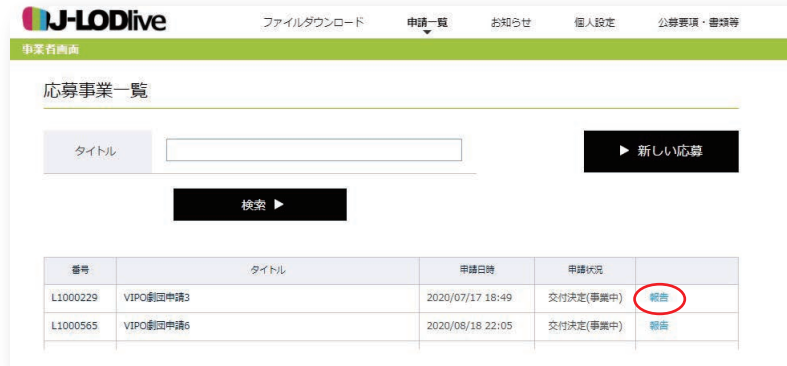 J-LODlive
ファイルダウンロード 申請一覧 お知らせ 個人設定 公募要項・書類等
事業者画面
応募事業一覧
タイトル
▶ 新しい応募
検索 ▶
番号 タイトル 申請日時 申請状況
L1000229 VIPO劇団申請3 2020/07/17 18:49 交付決定(事業中) 報告
L1000565 VIPO劇団申請6 2020/08/18 22:05 交付決定(事業中) 報告